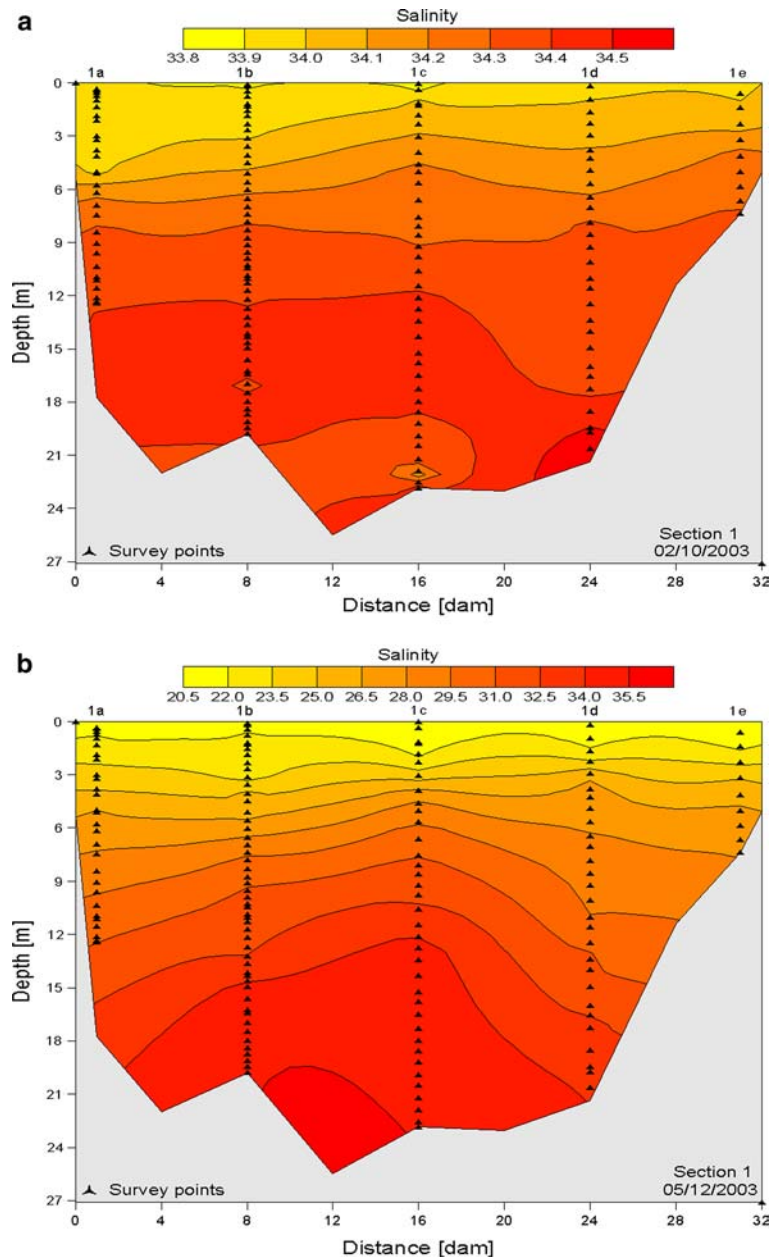 a
Salinity
33.8 33.9 34.0 34.1 34.2 34.3 34.4 34.5
1a 1b 1c 1d 1e
0
3
6
9
12
15
18
21
24
27
Depth [m]
Survey points
Section 1
02/10/2003
0 4 8 12 16 20 24 28 32
Distance [dam]
b
Salinity
20.5 22.0 23.5 25.0 26.5 28.0 29.5 31.0 32.5 34.0 35.5
1a 1b 1c 1d 1e
0
3
6
9
12
15
18
21
24
27
Depth [m]
Survey points
Section 1
05/12/2003
0 4 8 12 16 20 24 28 32
Distance [dam]